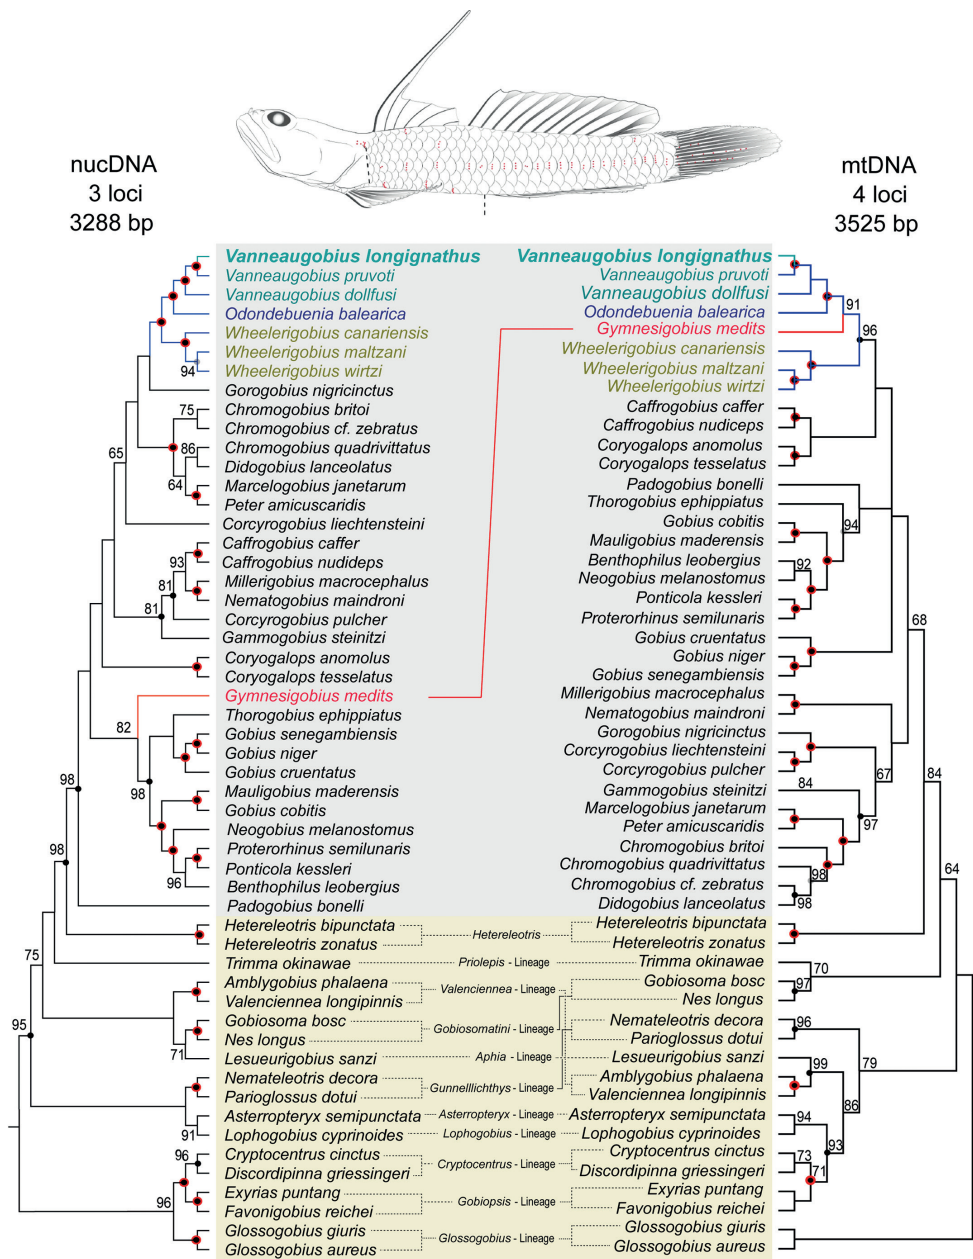 nucDNA
3 loci
3288 bp
mtDNA
4 loci
3525 bp
Vanneaugobius longignathus
Vanneaugobius pruvoti
Vanneaugobius dollfusi
Odondebuenia balearica
Wheelerigobius canariensis
Wheelerigobius maltzani
Wheelerigobius wirtzi
94
Gorogobius nigricinctus
75
Chromogobius britoi
Chromogobius cf. zebratus
86
Chromogobius quadrivittatus
65
Didogobius lanceolatus
64
Marcelogobius janetarum
Peter amicuscaridis
Corcyrogobius liechtensteini
Caffrogobius caffer
93
Caffrogobius nudideps
81
Millerigobius macrocephalus
Nematogobius maindroni
81
Corcyrogobius pulcher
Gammogobius steinitzi
Coryogalops anomolus
Coryogalops tesselatus
Gymnesigobius medits
82
Thorogobius ephippiatus
Gobius senegambiensis
Gobius niger
Gobius cruentatus
98
98
Mauligobius maderensis
Gobius cobitis
Neogobius melanostomus
98
Proterorhinus semilunaris
Ponticola kessleri
96
Benthophilus leobergius
Padogobius bonelli
Hetereleotris bipunctata
Hetereleotris zonatus
75
Trimma okinawae
Amblygobius phalaena
Valenciennea longipinnis
95
Gobiosoma bosc
Nes longus
71
Lesueurigobius sanzi
Nemateleotris decora
Parioglossus dotui
Asterropteryx semipunctata
91
Lophogobius cyprinoides
96
Cryptocentrus cinctus
Discordipinna griessingeri
96
Exyrias puntang
Favonigobius reichei
Glossogobius giuris
Glossogobius aureus
Hetereleotris
Priolepis - Lineage
Valenciennea - Lineage
Gobiosomatini - Lineage
Aphia - Lineage
Gunnelllichthys - Lineage
Asterropteryx - Lineage
Lophogobius - Lineage
Cryptocentrus - Lineage
Gobiopsis - Lineage
Glossogobius - Lineage
Vanneaugobius longignathus
Vanneaugobius pruvoti
Vanneaugobius dollfusi
91
Odondebuenia balearica
Gymnesigobius medits
96
Wheelerigobius canariensis
Wheelerigobius maltzani
Wheelerigobius wirtzi
Caffrogobius caffer
Caffrogobius nudiceps
Coryogalops anomolus
Coryogalops tesselatus
Padogobius bonelli
Thorogobius ephippiatus
94
Gobius cobitis
Mauligobius maderensis
Benthophilus leobergius
92
Neogobius melanostomus
Ponticola kessleri
Proterorhinus semilunaris
68
Gobius cruentatus
Gobius niger
Gobius senegambiensis
Millerigobius macrocephalus
Nematogobius maindroni
Gorogobius nigricinctus
Corcyrogobius liechtensteini
Corcyrogobius pulcher
67
84
84
Gammogobius steinitzi
Marcelogobius janetarum
97
Peter amicuscaridis
Chromogobius britoi
Chromogobius quadrivittatus
98
64
Chromogobius cf. zebratus
98
Didogobius lanceolatus
Hetereleotris bipunctata
Hetereleotris zonatus
Trimma okinawae
70
Gobiosoma bosc
97
Nes longus
Nemateleotris decora
96
Parioglossus dotui
Lesueurigobius sanzi
99
79
Amblygobius phalaena
Valenciennea longipinnis
86
Asterropteryx semipunctata
94
Lophogobius cyprinoides
93
Cryptocentrus cinctus
73
71
Discordipinna griessingeri
Exyrias puntang
Favonigobius reichei
Glossogobius giuris
Glossogobius aureus